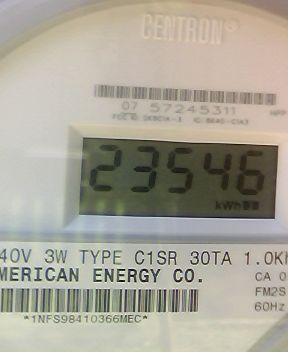 CENTRON®
07 57245311
23546
kWh
40V 3W TYPE C1SR 30TA 1.0Kh
MERICAN ENERGY CO.
CA 0
FM2S
60Hz
*1NFS98410366MEC*